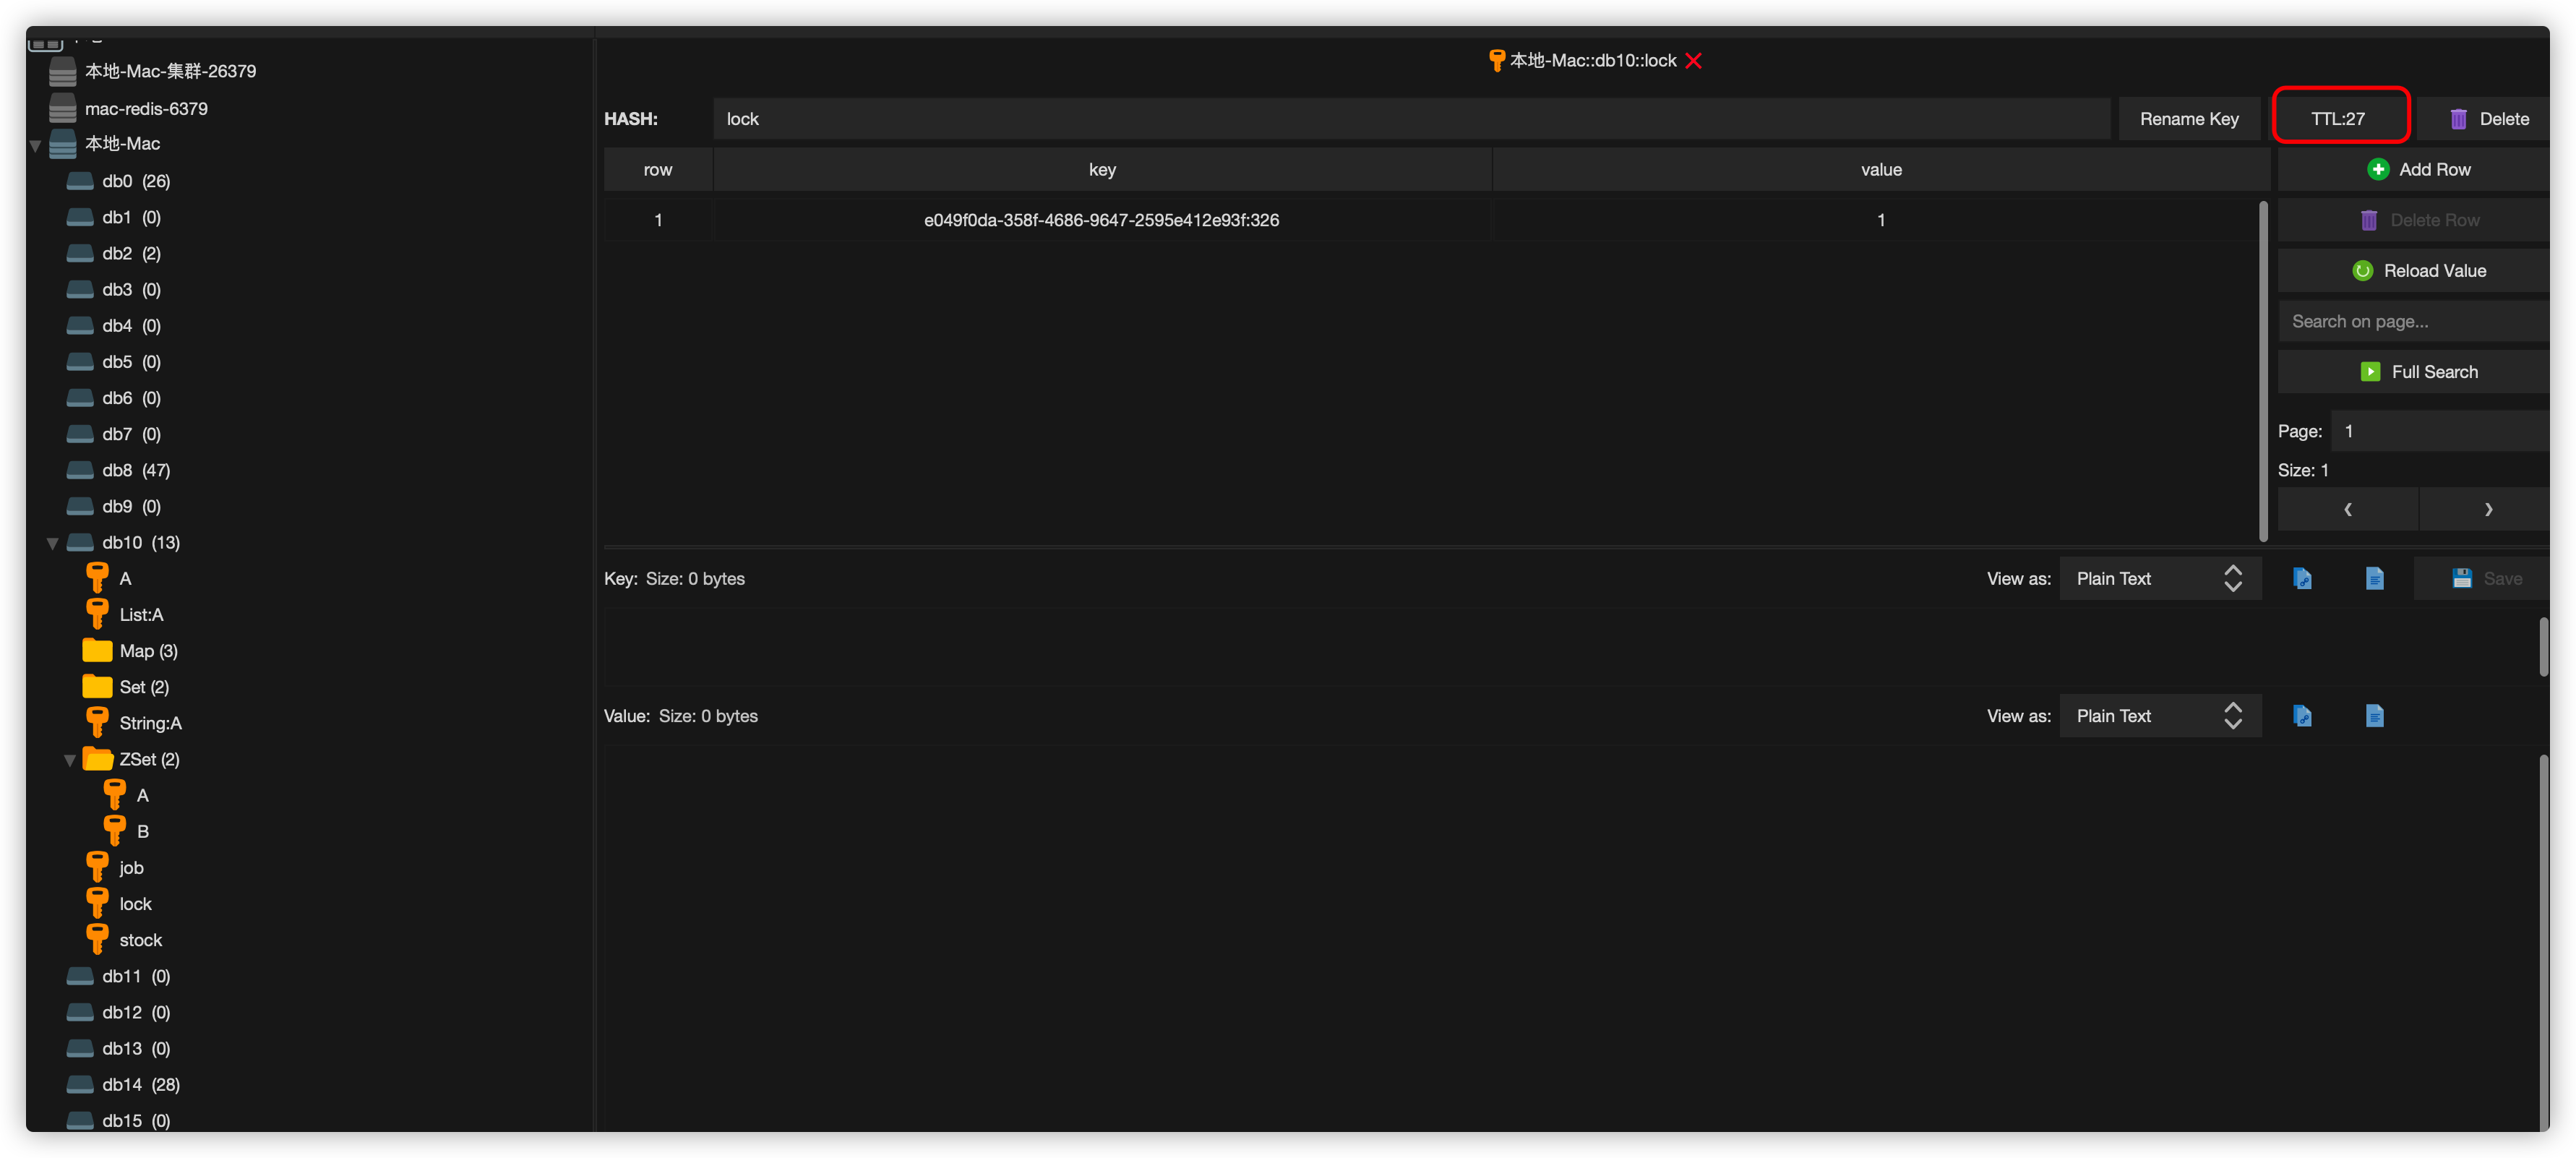 本地-Mac-集群-26379
mac-redis-6379
本地-Mac
db0 (26)
db1 (0)
db2 (2)
db3 (0)
db4 (0)
db5 (0)
db6 (0)
db7 (0)
db8 (47)
db9 (0)
db10 (13)
A
List:A
Map (3)
Set (2)
String:A
ZSet (2)
A
B
job
lock
stock
db11 (0)
db12 (0)
db13 (0)
db14 (28)
db15 (0)
本地-Mac::db10::lock
HASH: lock Rename Key TTL:27 Delete
row key value
1 e049f0da-358f-4686-9647-2595e412e93f:326 1
Add Row
Delete Row
Reload Value
Search on page...
Full Search
Page: 1
Size: 1
Key: Size: 0 bytes View as: Plain Text Save
Value: Size: 0 bytes View as: Plain Text